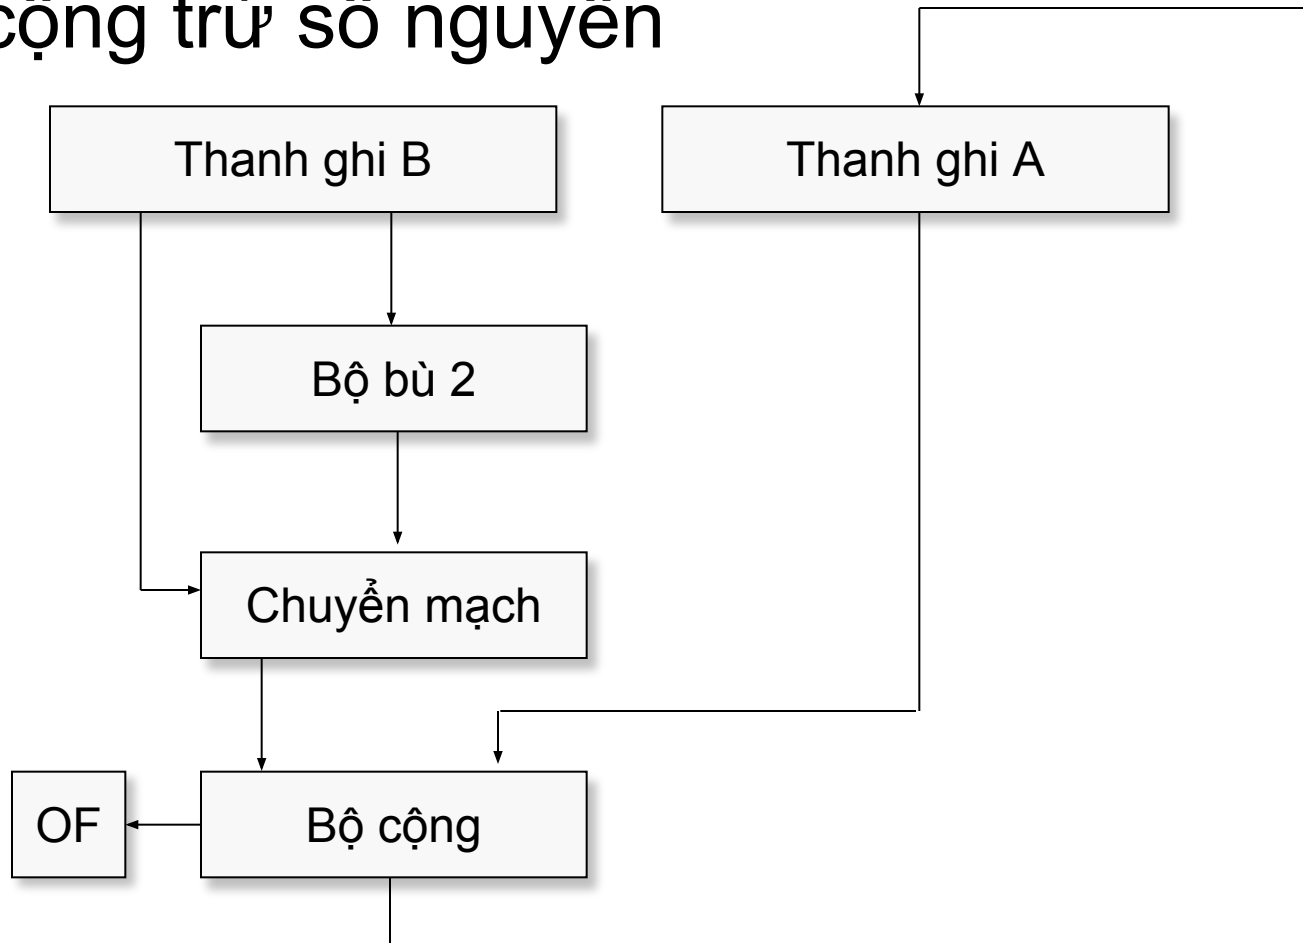 cộng trừ số nguyên
Thanh ghi B
Thanh ghi A
Bộ bù 2
Chuyển mạch
OF
Bộ cộng